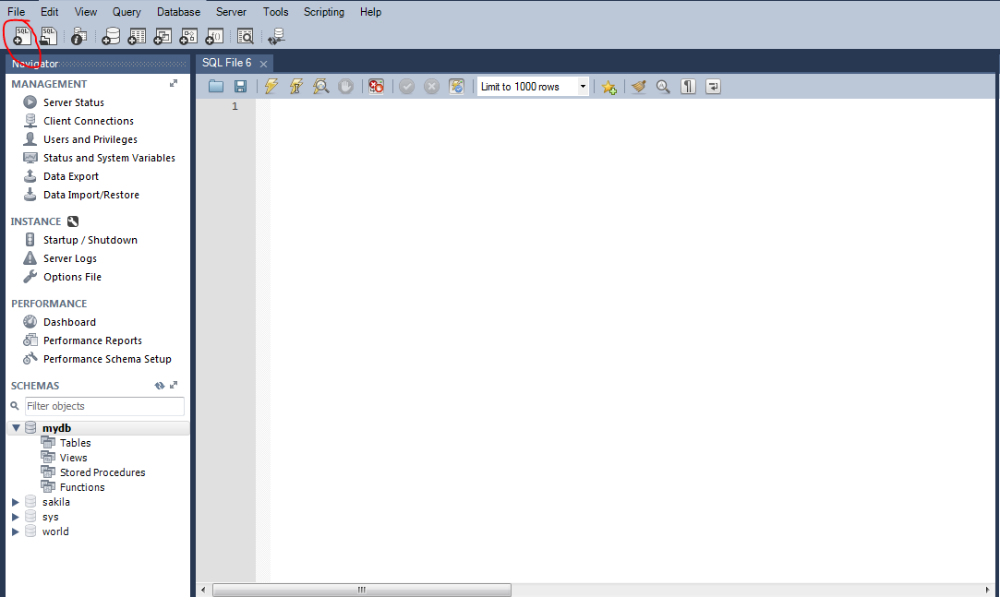 File Edit View Query Database Server Tools Scripting Help
SQL SQL
Navigator
SQL File 6
MANAGEMENT
Limit to 1000 rows
Server Status
1
Client Connections
Users and Privileges
Status and System Variables
Data Export
Data Import/Restore
INSTANCE
Startup / Shutdown
Server Logs
Options File
PERFORMANCE
Dashboard
Performance Reports
Performance Schema Setup
SCHEMAS
Filter objects
mydb
Tables
Views
Stored Procedures
Functions
sakila
sys
world